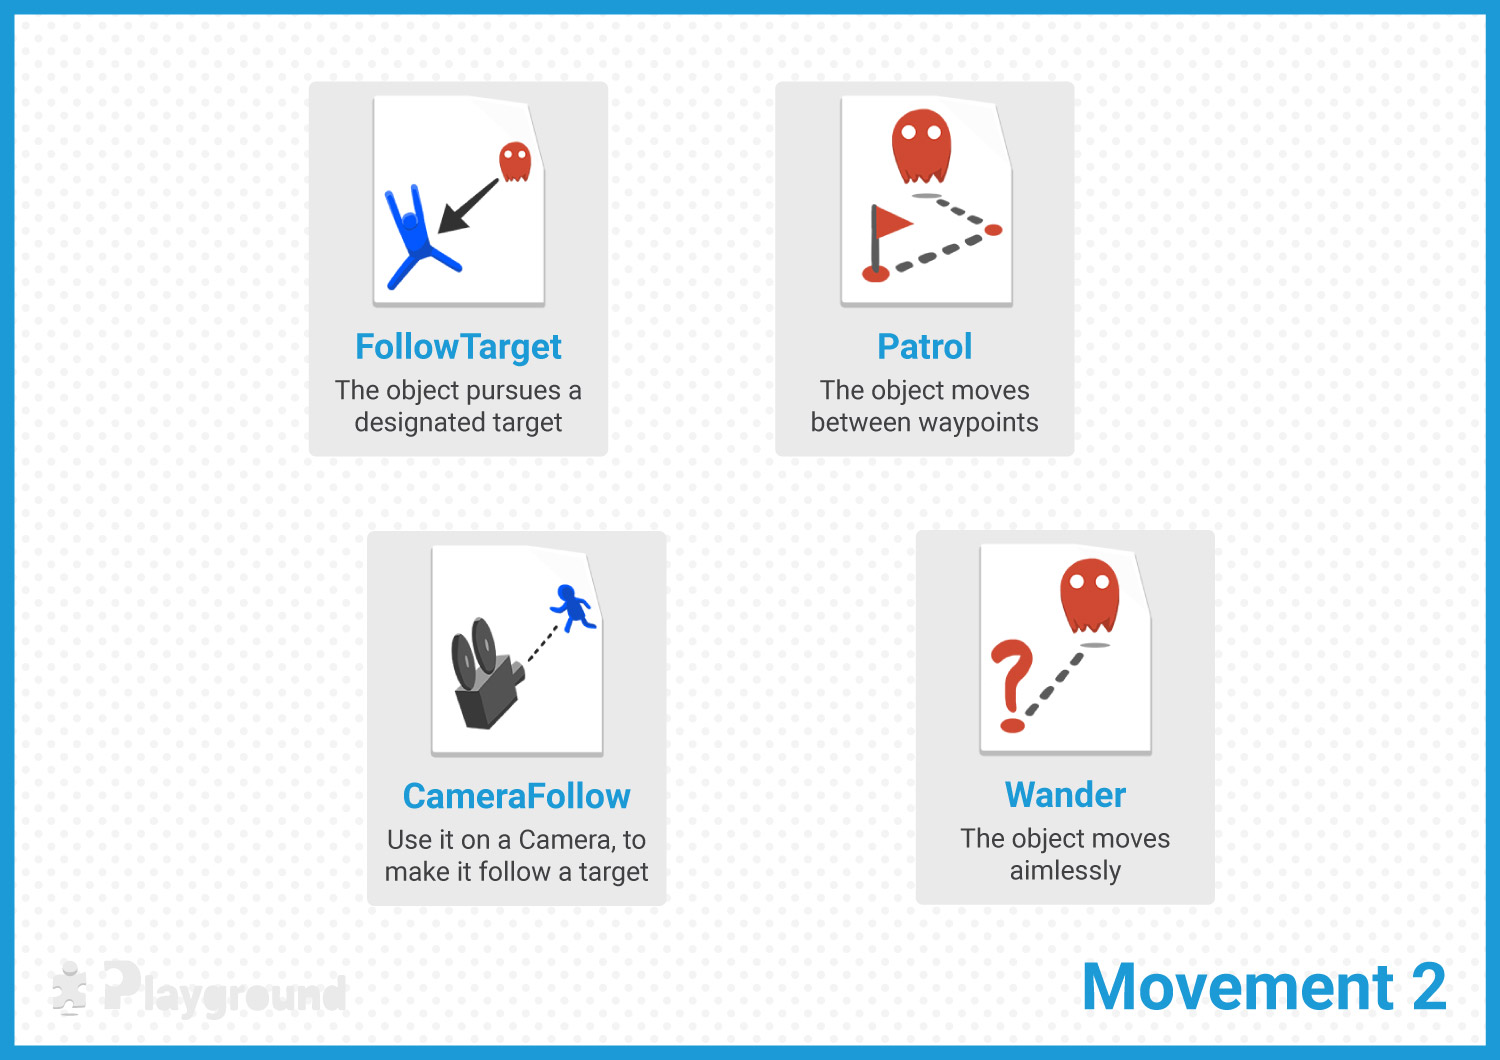 FollowTarget
The object pursues a
designated target
Patrol
The object moves
between waypoints
CameraFollow
Use it on a Camera, to
make it follow a target
?
Wander
The object moves
aimlessly
Playground
Movement 2